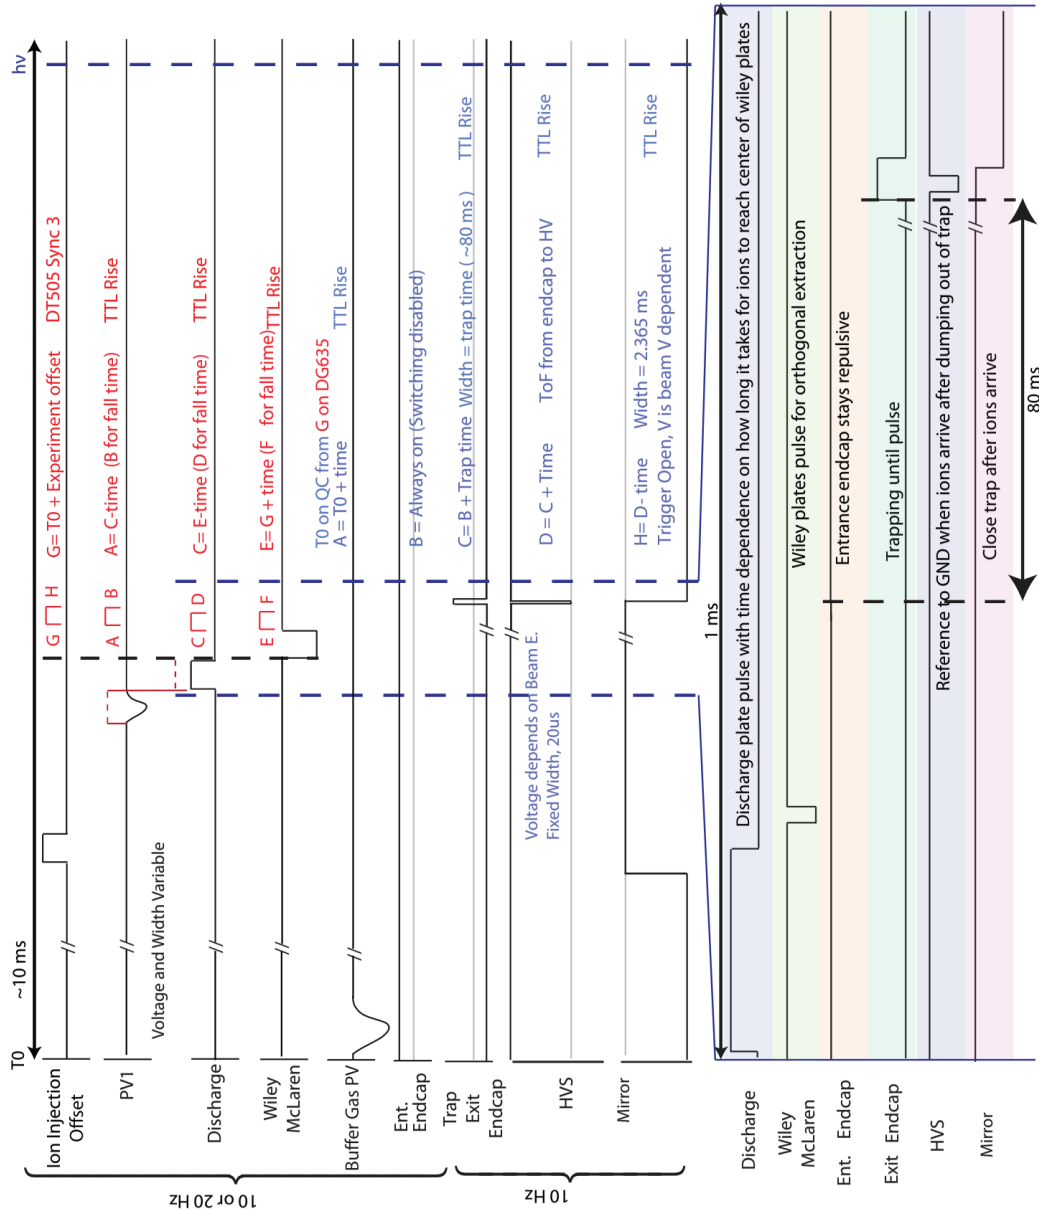 T0
~10 ms
hv
Ion Injection
Offset
G H
G= T0 + Experiment offset
DT505 Sync 3
PV1
Voltage and Width Variable
A B
A= C-time (B for fall time)
TTL Rise
Discharge
C D
C= E-time (D for fall time)
TTL Rise
Wiley
McLaren
E F
E= G + time (F for fall time)
TTL Rise
Buffer Gas PV
T0 on QC from G on DG635
A = T0 + time
TTL Rise
Ent.
Endcap
B = Always on (Switching disabled)
Trap
Exit
Endcap
C= B + Trap time Width = trap time ( ~80 ms )
TTL Rise
HVS
Voltage depends on Beam E.
Fixed Width, 20us
D = C + Time
ToF from endcap to HV
TTL Rise
Mirror
H= D- time
Width = 2.365 ms
Trigger Open, V is beam V dependent
TTL Rise
10 or 20 Hz
10 Hz
1 ms
Discharge
Discharge plate pulse with time dependence on how long it takes for ions to reach center of wiley plates
Wiley
McLaren
Wiley plates pulse for orthogonal extraction
Ent. Endcap
Entrance endcap stays repulsive
Exit Endcap
Trapping until pulse
HVS
Reference to GND when ions arrive after dumping out of trap
Mirror
Close trap after ions arrive
80 ms